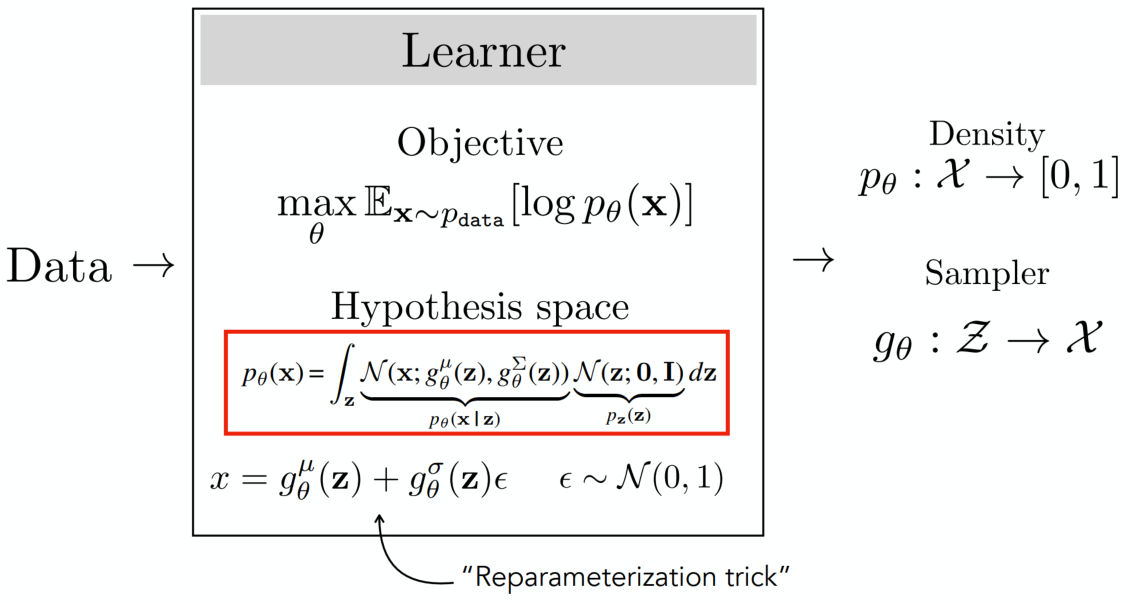 Learner
Objective
max_θ 𝔼_{𝐱∼p_data}[log p_θ(𝐱)]
Data →
Hypothesis space
p_θ(𝐱) = ∫_𝐳 𝒩(𝐱; g_θ^μ(𝐳), g_θ^Σ(𝐳)) 𝒩(𝐳; 𝟎, 𝐈) d𝐳
p_θ(𝐱|𝐳) p_𝐳(𝐳)
x = g_θ^μ(𝐳) + g_θ^σ(𝐳)ϵ ϵ ∼ 𝒩(0, 1)
“Reparameterization trick”
→
Density
p_θ : 𝒳 → [0, 1]
Sampler
g_θ : 𝒵 → 𝒳